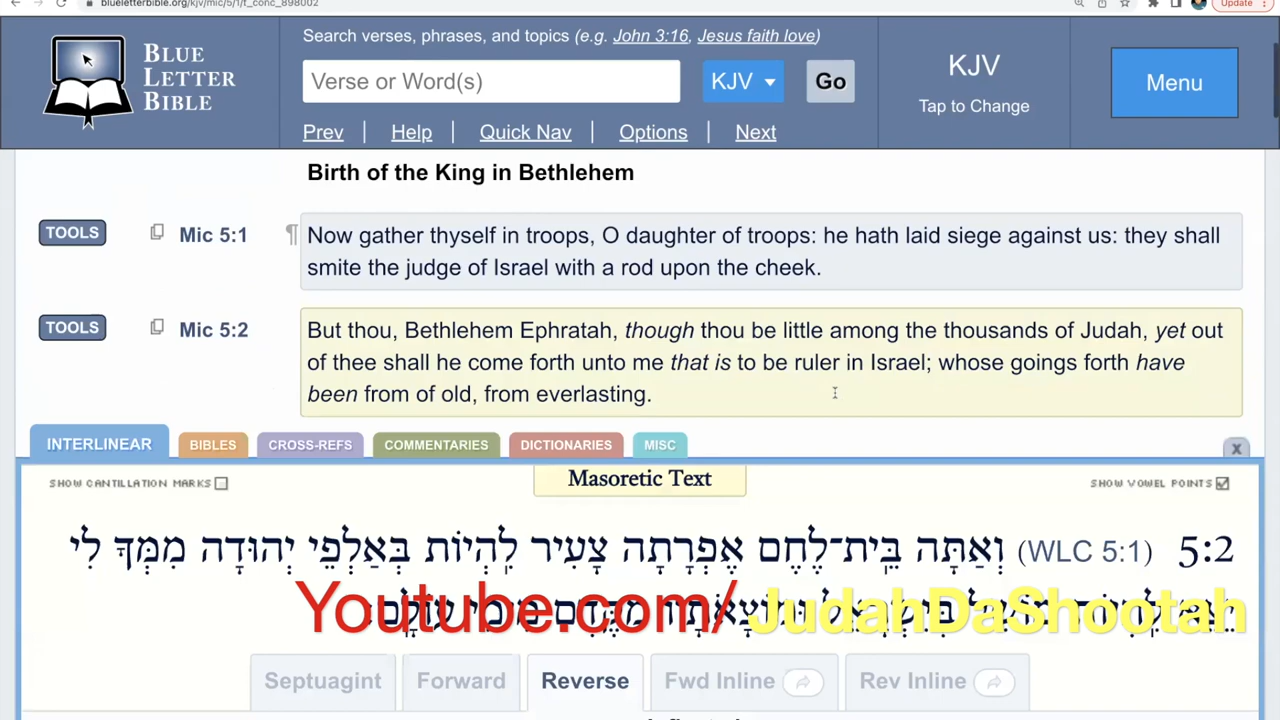 blueletterbible.org/kjv/mic/5/1/t_conc_898002
Update
BLUE
LETTER
BIBLE
Search verses, phrases, and topics (e.g. John 3:16, Jesus faith love)
Verse or Word(s)
KJV
Go
Prev | Help | Quick Nav | Options | Next
KJV
Tap to Change
Menu
Birth of the King in Bethlehem
TOOLS
Mic 5:1
¶ Now gather thyself in troops, O daughter of troops: he hath laid siege against us: they shall
smite the judge of Israel with a rod upon the cheek.
TOOLS
Mic 5:2
But thou, Bethlehem Ephratah, though thou be little among the thousands of Judah, yet out
of thee shall he come forth unto me that is to be ruler in Israel; whose goings forth have
been from of old, from everlasting.
INTERLINEAR BIBLES CROSS-REFS COMMENTARIES DICTIONARIES MISC X
SHOW CANTILLATION MARKS
Masoretic Text
SHOW VOWEL POINTS
5:2 (WLC 5:1) וְאַתָּה בֵּֽית־לֶחֶם אֶפְרָתָה צָעִיר לִֽהְיוֹת בְּאַלְפֵי יְהוּדָה מִמְּךָ לִי
Youtube.com/JudahDaShootah
Septuagint Forward Reverse Fwd Inline Rev Inline